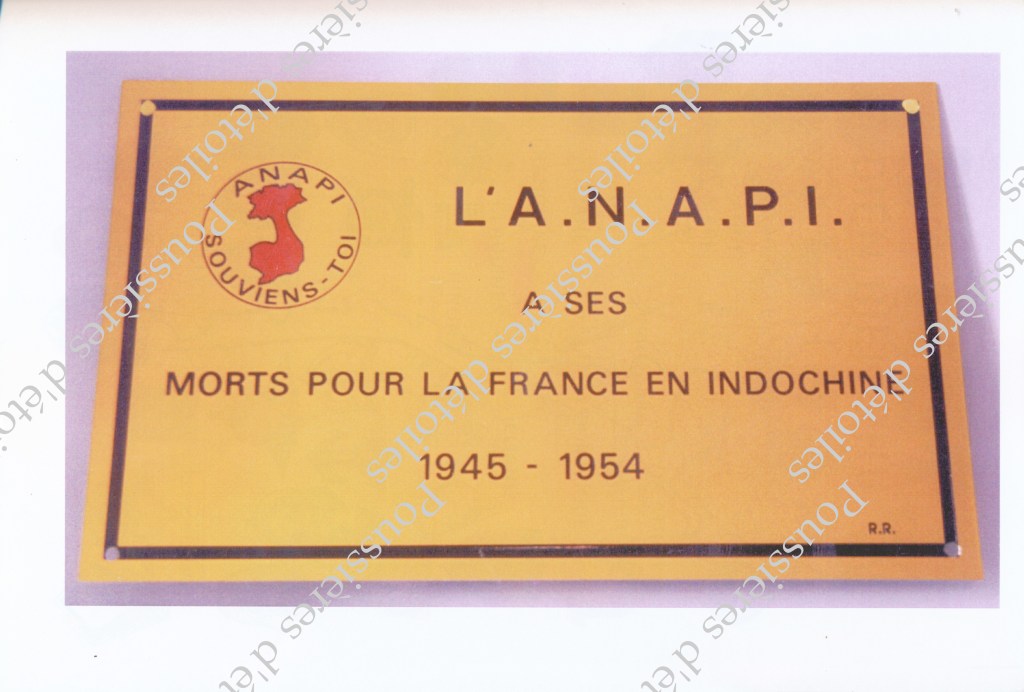 ANAPI
SOUVIENS-TOI
L'A.N.A.P.I.
A SES
MORTS POUR LA FRANCE EN INDOCHINE
1945 - 1954
R.R.
Poussières d'étoiles